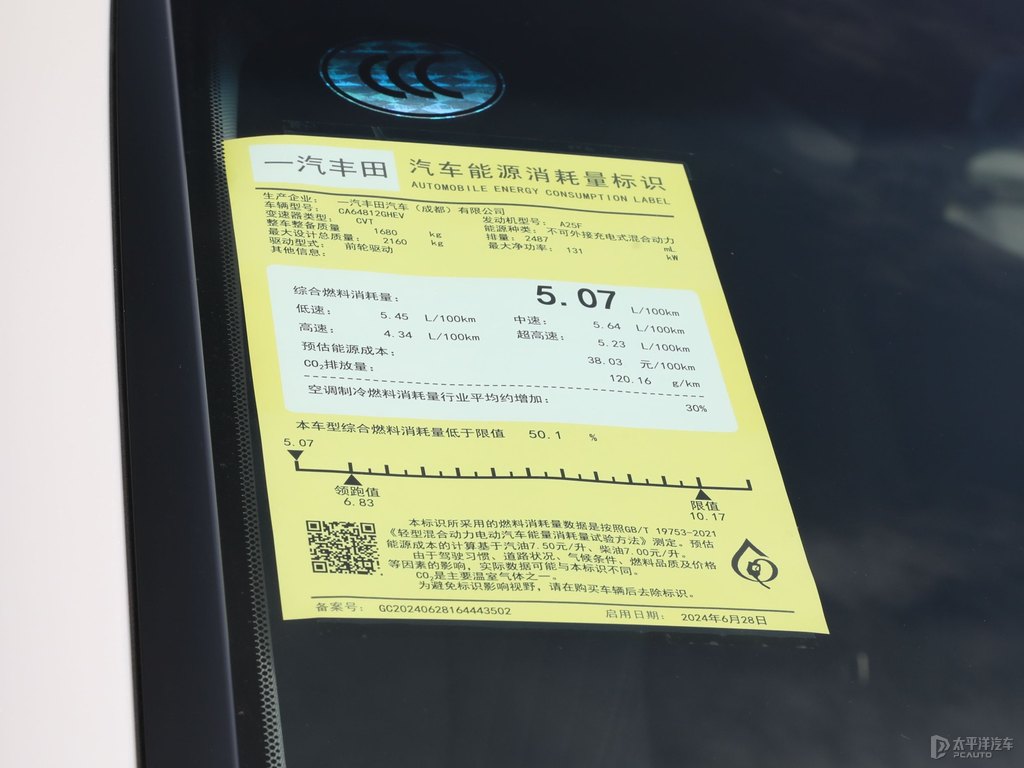 CCC
一汽丰田
汽车能源消耗量标识
AUTOMOBILE ENERGY CONSUMPTION LABEL
生产企业： 一汽丰田汽车（成都）有限公司
车辆型号： CA64812GHEV 发动机型号： A25F
变速器类型： CVT 能源种类： 不可外接充电式混合动力
整车整备质量 1680 kg 排量： 2487 mL
最大设计总质量： 2160 kg 最大净功率： 131 kW
驱动型式： 前轮驱动
其他信息：
综合燃料消耗量： 5.07 L/100km
低速： 5.45 L/100km 中速： 5.64 L/100km
高速： 4.34 L/100km 超高速： 5.23 L/100km
预估能源成本： 38.03 元/100km
CO₂排放量： 120.16 g/km
空调制冷燃料消耗量行业平均约增加： 30%
本车型综合燃料消耗量低于限值 50.1 %
5.07
领跑值
6.83
限值
10.17
本标识所采用的燃料消耗量数据是按照GB/T 19753-2021
《轻型混合动力电动汽车能量消耗量试验方法》测定。预估
能源成本的计算基于汽油7.50元/升、柴油7.00元/升。
由于驾驶习惯、道路状况、气候条件、燃料品质及价格
等因素的影响，实际数据可能与本标识不同。
CO₂是主要温室气体之一。
为避免标识影响视野，请在购买车辆后去除标识。
备案号： GC20240628164443502 启用日期： 2024年6月28日
太平洋汽车
PCAUTO